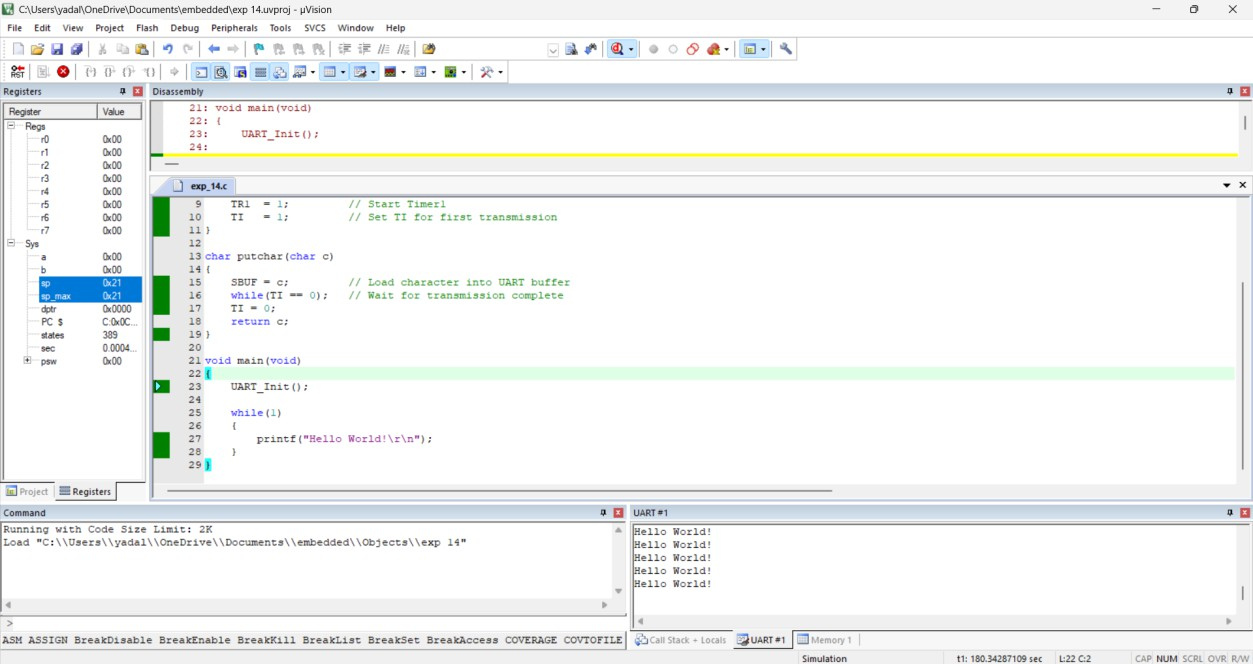 C:\Users\yadal\OneDrive\Documents\embedded\exp 14.uvproj - µVision
File Edit View Project Flash Debug Peripherals Tools SVCS Window Help
RST
Registers
Register Value
Regs
r0 0x00
r1 0x00
r2 0x00
r3 0x00
r4 0x00
r5 0x00
r6 0x00
r7 0x00
Sys
a 0x00
b 0x00
sp 0x21
sp_max 0x21
dptr 0x0000
PC $ C:0x0C...
states 389
sec 0.0004...
psw 0x00
Project Registers
Disassembly
21: void main(void)
22: {
23: UART_Init();
24:
exp_14.c
9 TR1 = 1; // Start Timer1
10 TI = 1; // Set TI for first transmission
11 }
12
13 char putchar(char c)
14 {
15 SBUF = c; // Load character into UART buffer
16 while(TI == 0); // Wait for transmission complete
17 TI = 0;
18 return c;
19 }
20
21 void main(void)
22 {
23 UART_Init();
24
25 while(1)
26 {
27 printf("Hello World!\r\n");
28 }
29 }
Command
Running with Code Size Limit: 2K
Load "C:\\Users\\yadal\\OneDrive\\Documents\\embedded\\Objects\\exp 14"
>
ASM ASSIGN BreakDisable BreakEnable BreakKill BreakList BreakSet BreakAccess COVERAGE COVTOFILE
UART #1
Hello World!
Hello World!
Hello World!
Hello World!
Hello World!
Call Stack + Locals UART #1 Memory 1
Simulation t1: 180.34287109 sec L:22 C:2 CAP NUM SCRL OVR R/W